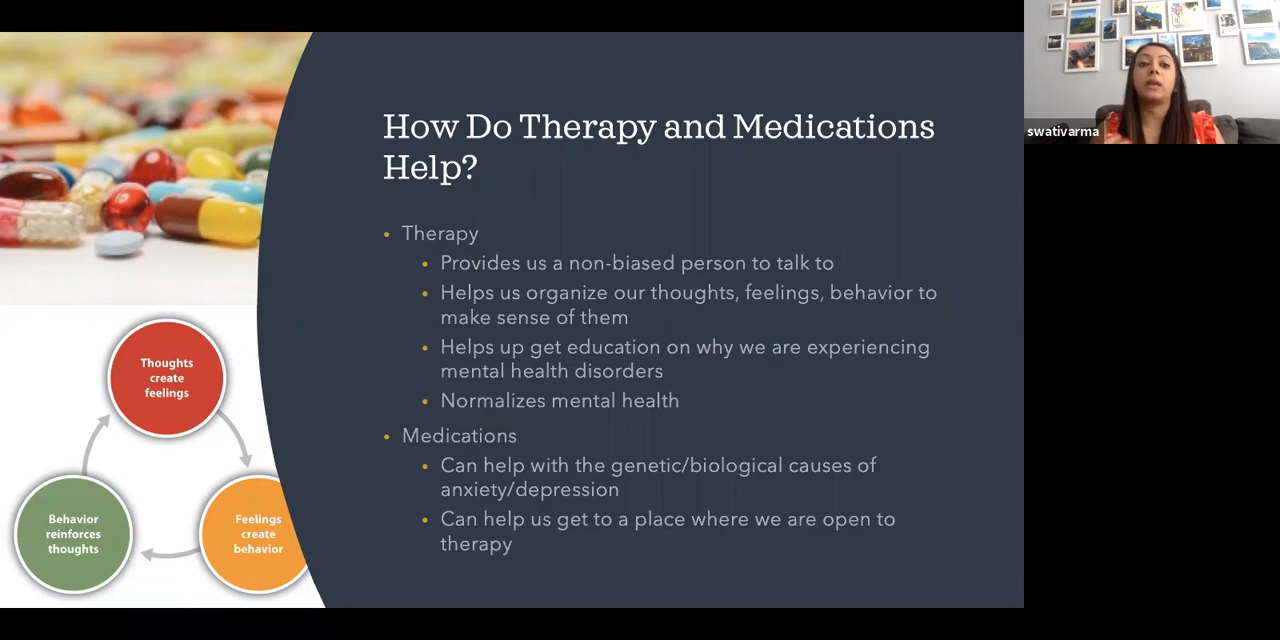 How Do Therapy and Medications
Help?
• Therapy
• Provides us a non-biased person to talk to
• Helps us organize our thoughts, feelings, behavior to
make sense of them
• Helps up get education on why we are experiencing
mental health disorders
• Normalizes mental health
• Medications
• Can help with the genetic/biological causes of
anxiety/depression
• Can help us get to a place where we are open to
therapy
Thoughts
create
feelings
Feelings
create
behavior
Behavior
reinforces
thoughts
swativarma